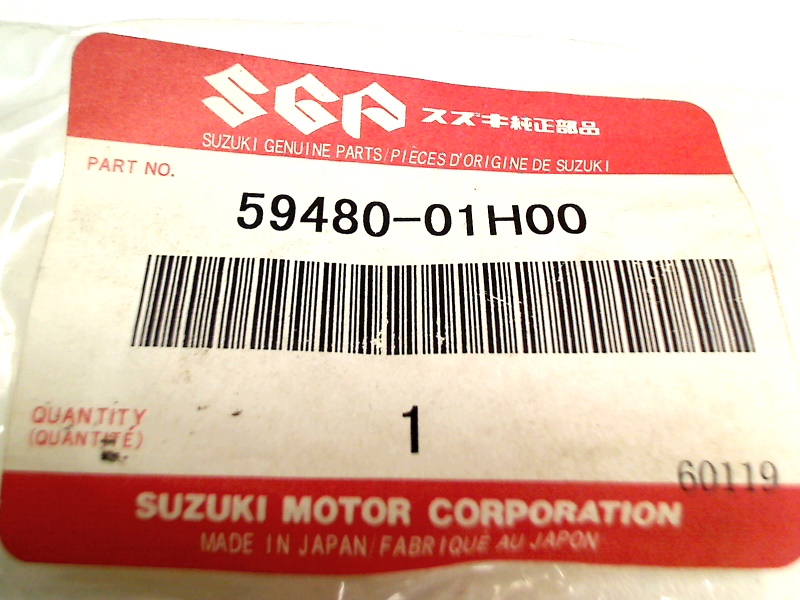 SGP スズキ純正部品
SUZUKI GENUINE PARTS/PIÈCES D'ORIGINE DE SUZUKI
PART NO.
59480-01H00
QUANTITY
(QUANTITÉ)
1
60119
SUZUKI MOTOR CORPORATION
MADE IN JAPAN/FABRIQUÉ AU JAPON